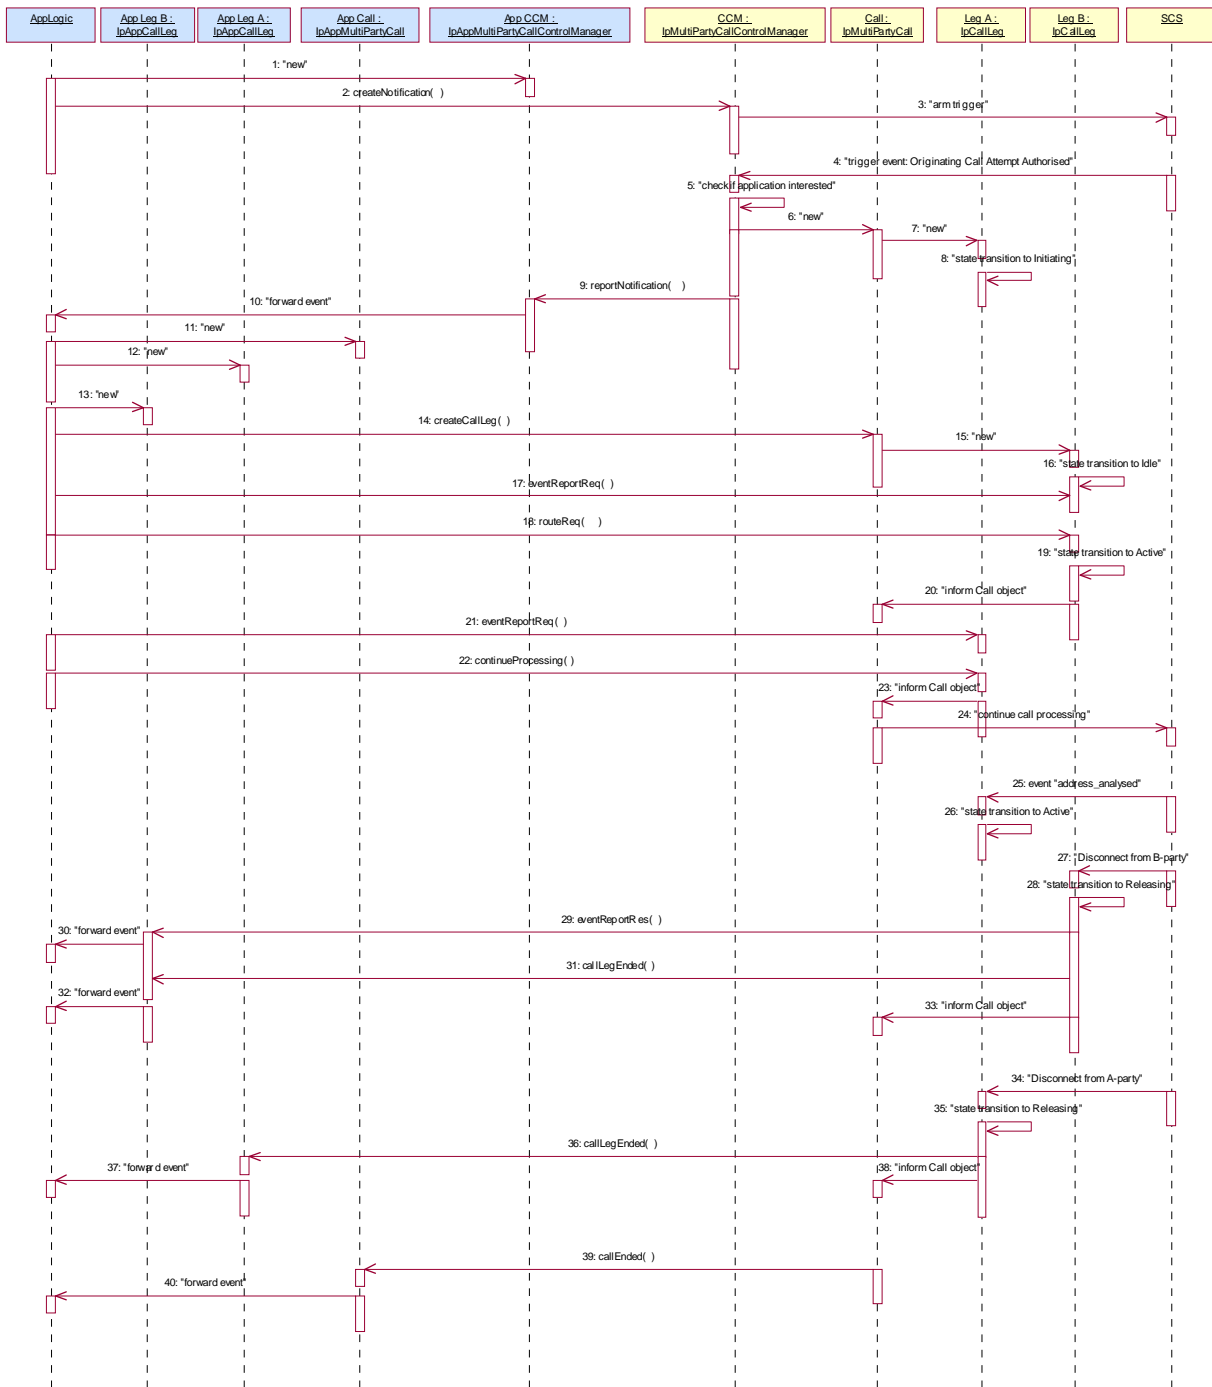 AppLogic
App Leg B :
IpAppCallLeg
App Leg A :
IpAppCallLeg
App Call :
IpAppMultiPartyCall
App CCM :
IpAppMultiPartyCallControlManager
CCM :
IpMultiPartyCallControlManager
Call :
IpMultiPartyCall
Leg A :
IpCallLeg
Leg B :
IpCallLeg
SCS
1: "new"
2: createNotification( )
3: "arm trigger"
4: "trigger event: Originating Call Attempt Authorised"
5: "check if application interested"
6: "new"
7: "new"
8: "state transition to Initiating"
9: reportNotification( )
10: "forward event"
11: "new"
12: "new"
13: "new"
14: createCallLeg( )
15: "new"
16: "state transition to Idle"
17: eventReportReq( )
18: routeReq( )
19: "state transition to Active"
20: "inform Call object"
21: eventReportReq( )
22: continueProcessing( )
23: "inform Call object"
24: "continue call processing"
25: event "address_analysed"
26: "state transition to Active"
27: "Disconnect from B-party"
28: "state transition to Releasing"
29: eventReportRes( )
30: "forward event"
31: callLegEnded( )
32: "forward event"
33: "inform Call object"
34: "Disconnect from A-party"
35: "state transition to Releasing"
36: callLegEnded( )
37: "forward event"
38: "inform Call object"
39: callEnded( )
40: "forward event"